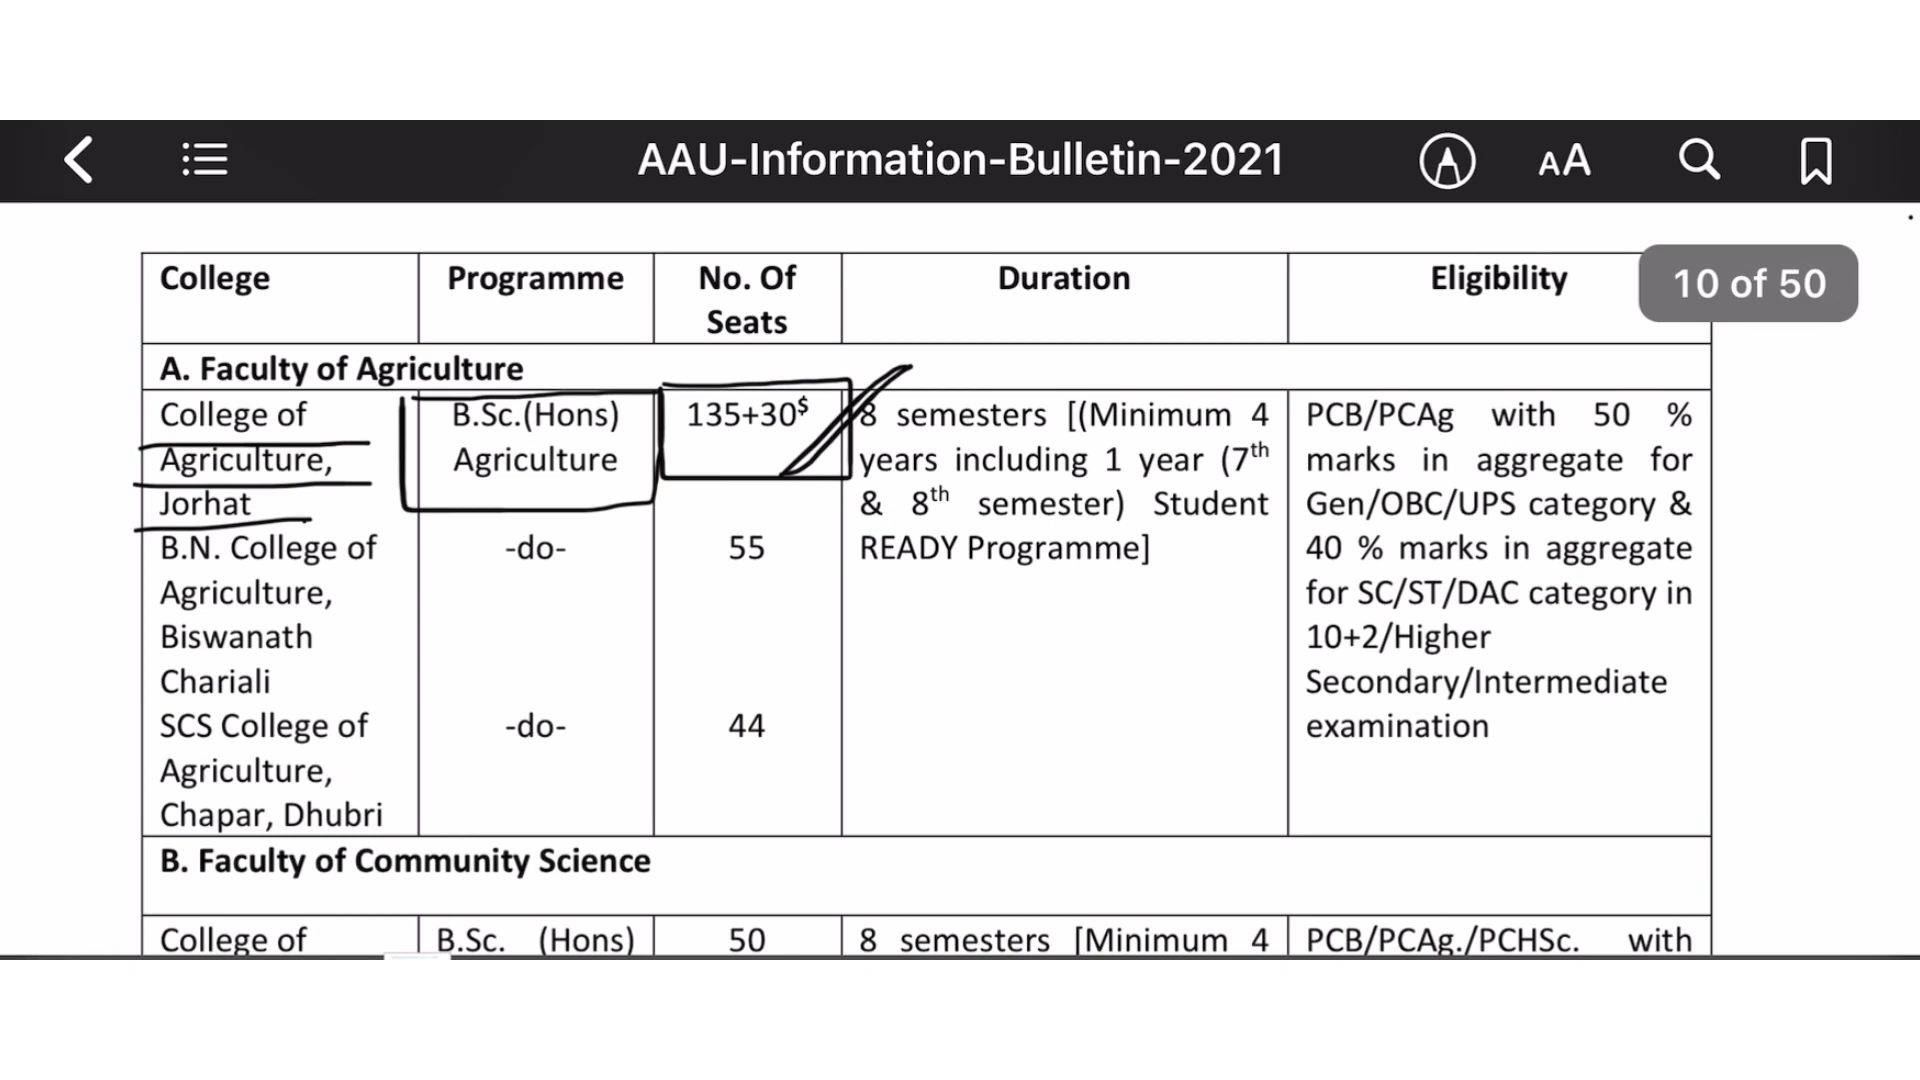 AAU-Information-Bulletin-2021
AA
10 of 50
College Programme No. Of Seats Duration Eligibility
A. Faculty of Agriculture
College of
Agriculture,
Jorhat
B.Sc.(Hons)
Agriculture
135+30$
8 semesters [(Minimum 4
years including 1 year (7th
& 8th semester) Student
READY Programme]
PCB/PCAg with 50 %
marks in aggregate for
Gen/OBC/UPS category &
40 % marks in aggregate
for SC/ST/DAC category in
10+2/Higher
Secondary/Intermediate
examination
B.N. College of
Agriculture,
Biswanath
Chariali
-do-
55
SCS College of
Agriculture,
Chapar, Dhubri
-do-
44
B. Faculty of Community Science
College of
B.Sc. (Hons)
50
8 semesters [Minimum 4
PCB/PCAg./PCHSc. with